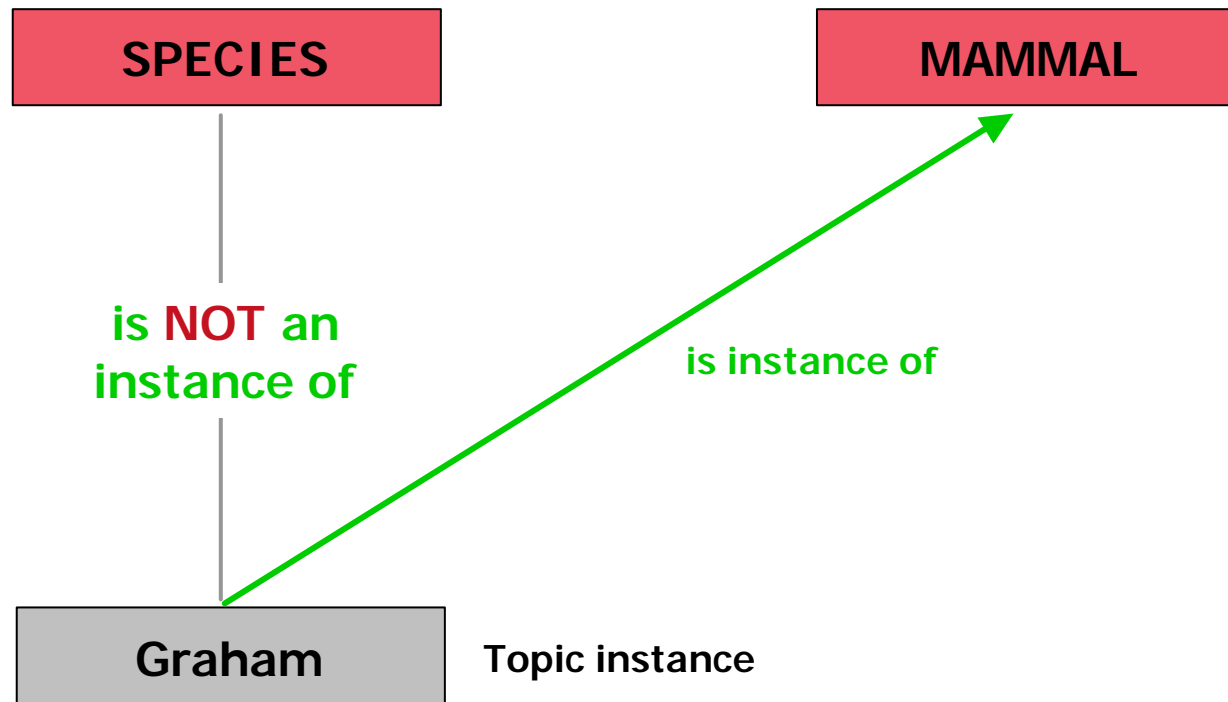 SPECIES
MAMMAL
is NOT an
instance of
is instance of
Graham
Topic instance